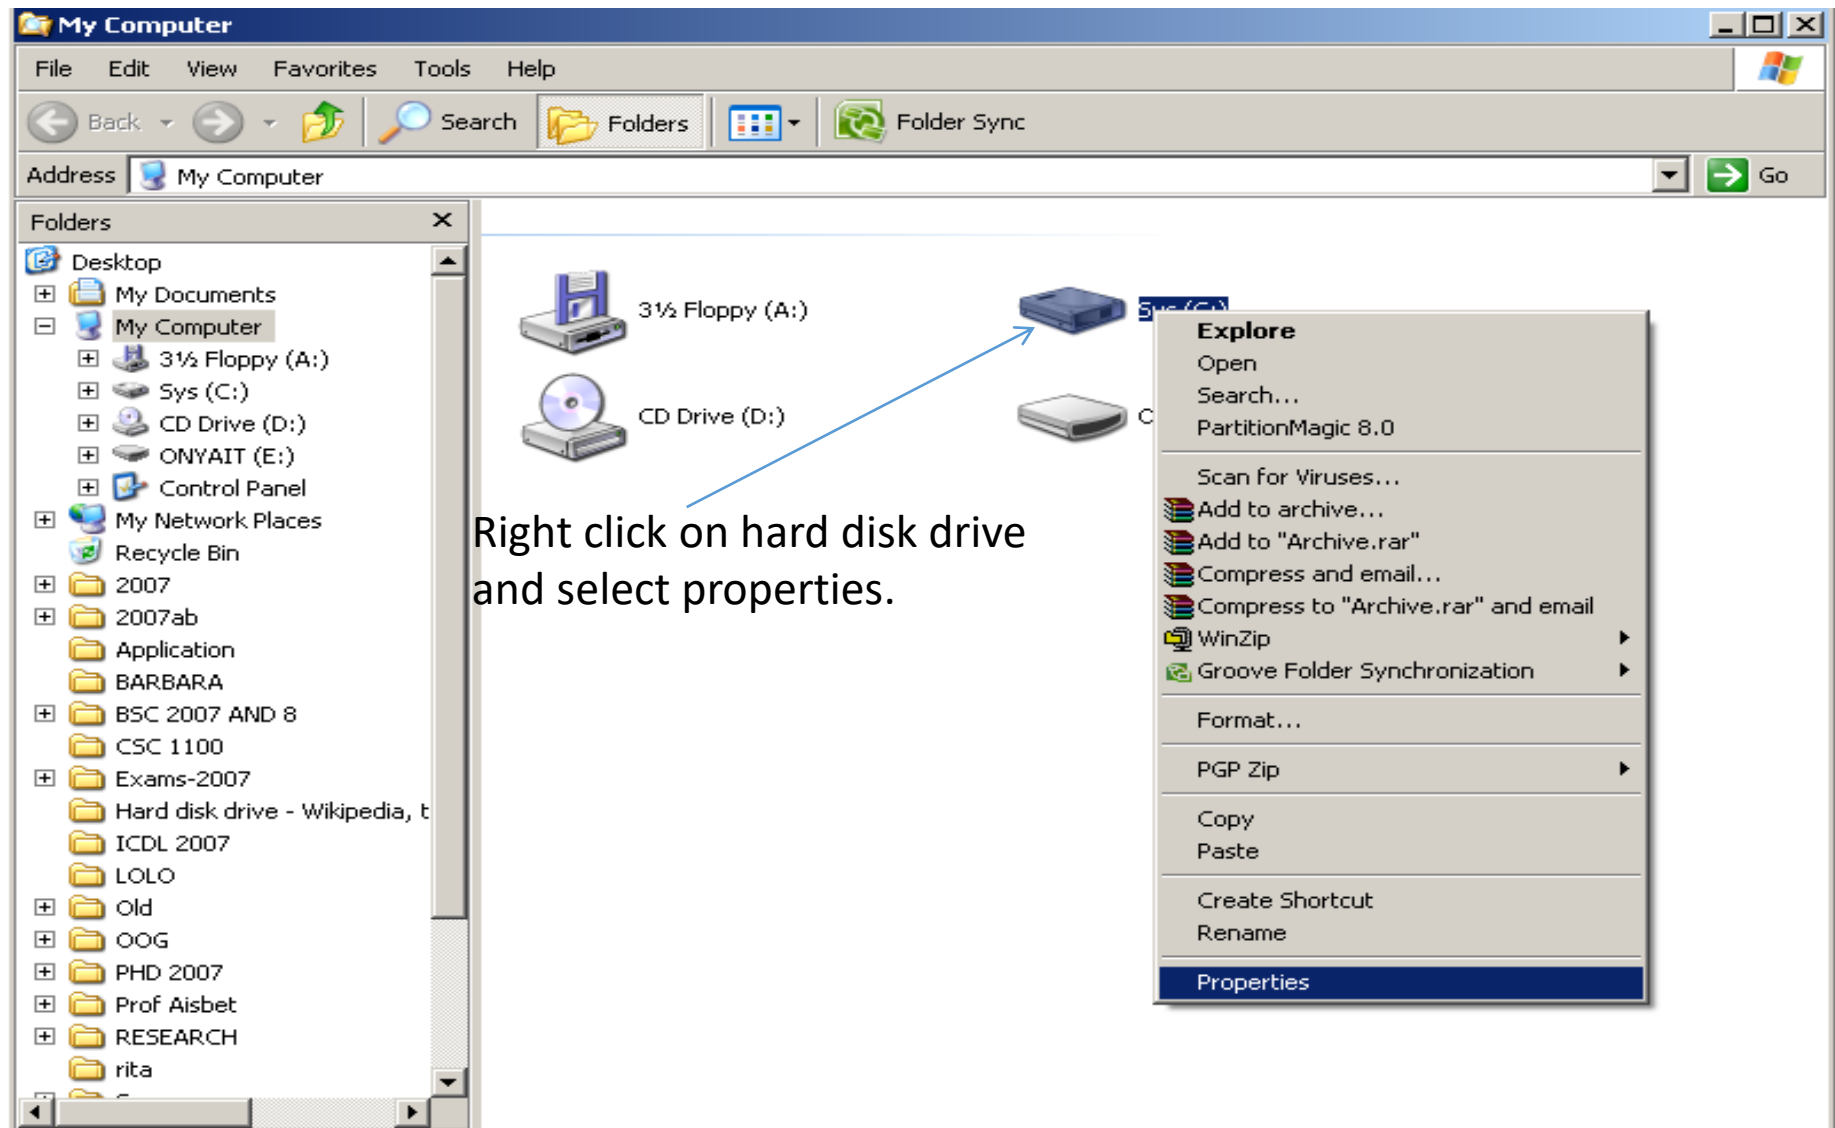 My Computer
File Edit View Favorites Tools Help
Back Search Folders Folder Sync
Address My Computer Go
Folders
Desktop
My Documents
My Computer
3½ Floppy (A:)
Sys (C:)
CD Drive (D:)
ONYAIT (E:)
Control Panel
My Network Places
Recycle Bin
2007
2007ab
Application
BARBARA
BSC 2007 AND 8
CSC 1100
Exams-2007
Hard disk drive - Wikipedia, t
ICDL 2007
LOLO
Old
OOG
PHD 2007
Prof Aisbet
RESEARCH
rita
3½ Floppy (A:)
Sys (C:)
CD Drive (D:)
Right click on hard disk drive
and select properties.
Explore
Open
Search...
PartitionMagic 8.0
Scan for Viruses...
Add to archive...
Add to "Archive.rar"
Compress and email...
Compress to "Archive.rar" and email
WinZip
Groove Folder Synchronization
Format...
PGP Zip
Copy
Paste
Create Shortcut
Rename
Properties